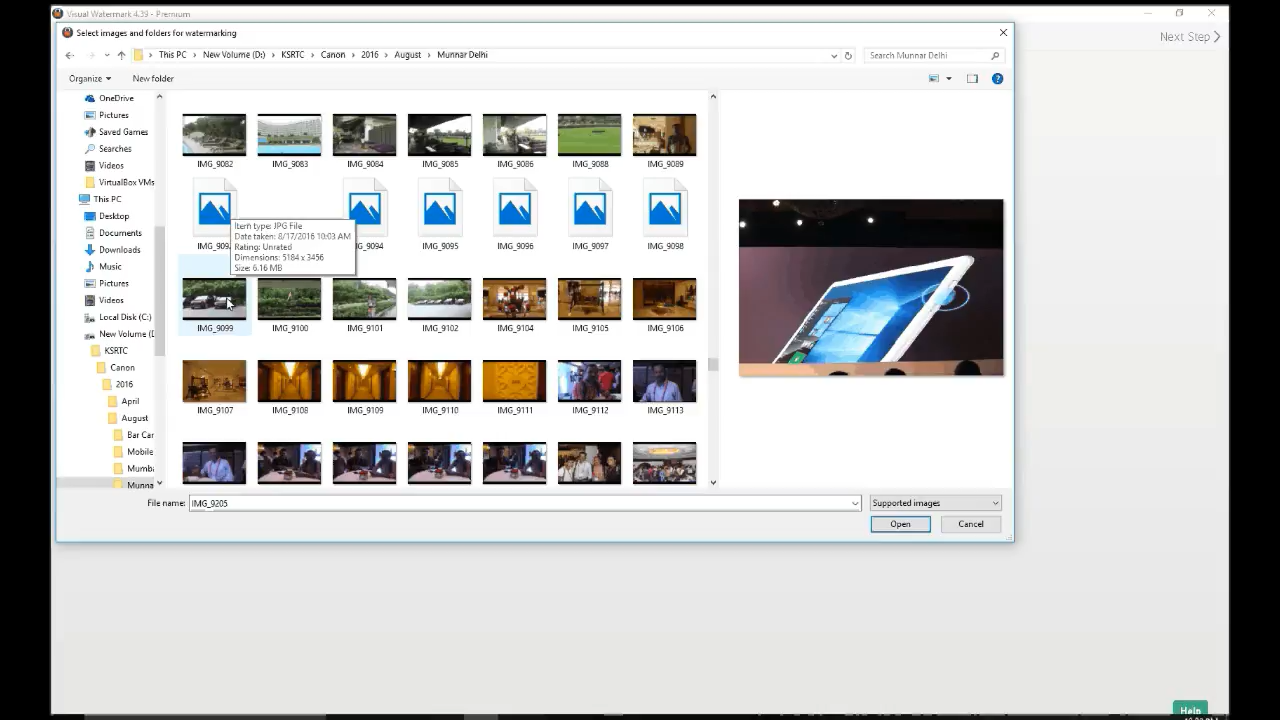 Visual Watermark 4.39 - Premium
Select images and folders for watermarking
Next Step
This PC > New Volume (D:) > KSRTC > Canon > 2016 > August > Munnar Delhi
Search Munnar Delhi
Organize
New folder
OneDrive
Pictures
Saved Games
Searches
Videos
VirtualBox VMs
This PC
Desktop
Documents
Downloads
Music
Pictures
Videos
Local Disk (C:)
New Volume (D
KSRTC
Canon
2016
April
August
Bar Car
Mobile
Mumba
Munna
IMG_9082 IMG_9083 IMG_9084 IMG_9085 IMG_9086 IMG_9088 IMG_9089
IMG_9094 IMG_9095 IMG_9096 IMG_9097 IMG_9098
Item type: JPG File
Date taken: 8/17/2016 10:03 AM
Rating: Unrated
Dimensions: 5184 x 3456
Size: 6.16 MB
IMG_9099 IMG_9100 IMG_9101 IMG_9102 IMG_9104 IMG_9105 IMG_9106
IMG_9107 IMG_9108 IMG_9109 IMG_9110 IMG_9111 IMG_9112 IMG_9113
File name: IMG_9205
Supported images
Open
Cancel
Help